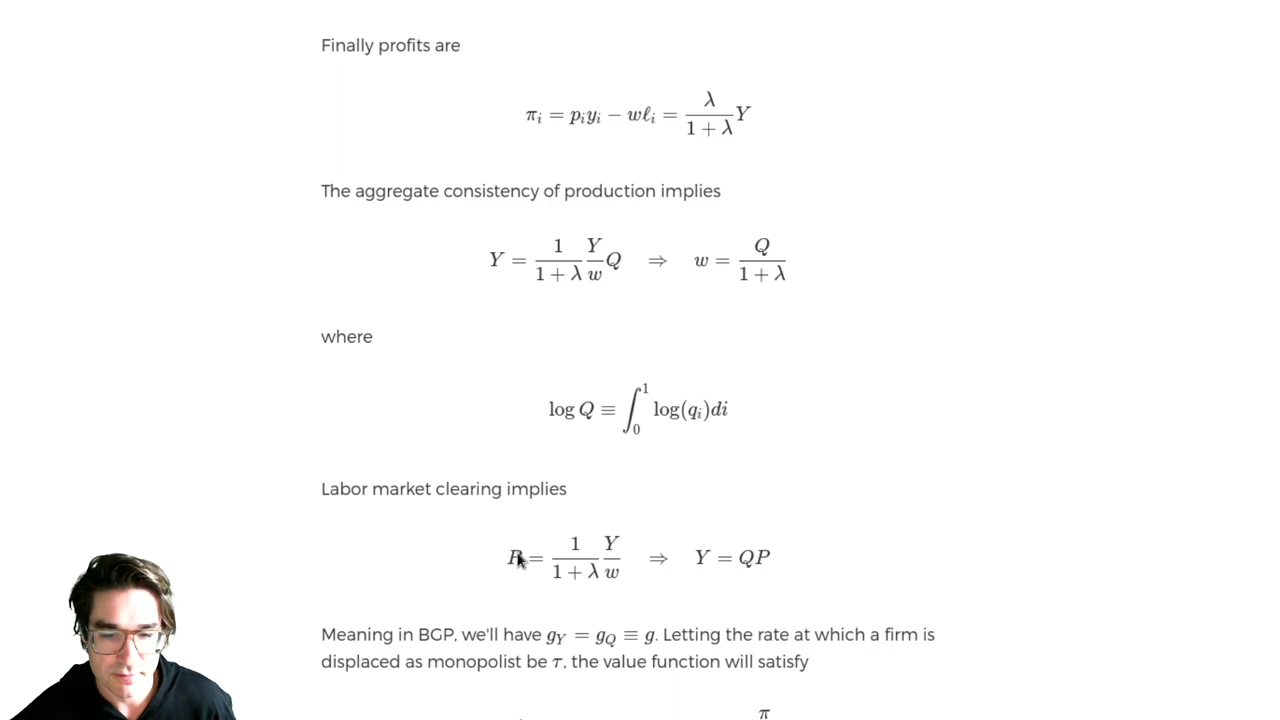 Finally profits are
π_i = p_i y_i − wℓ_i = λ/(1 + λ) Y
The aggregate consistency of production implies
Y = 1/(1 + λ) Y/w Q ⇒ w = Q/(1 + λ)
where
log Q ≡ ∫_0^1 log(q_i)di
Labor market clearing implies
P = 1/(1 + λ) Y/w ⇒ Y = QP
Meaning in BGP, we'll have g_Y = g_Q ≡ g. Letting the rate at which a firm is
displaced as monopolist be τ, the value function will satisfy
π